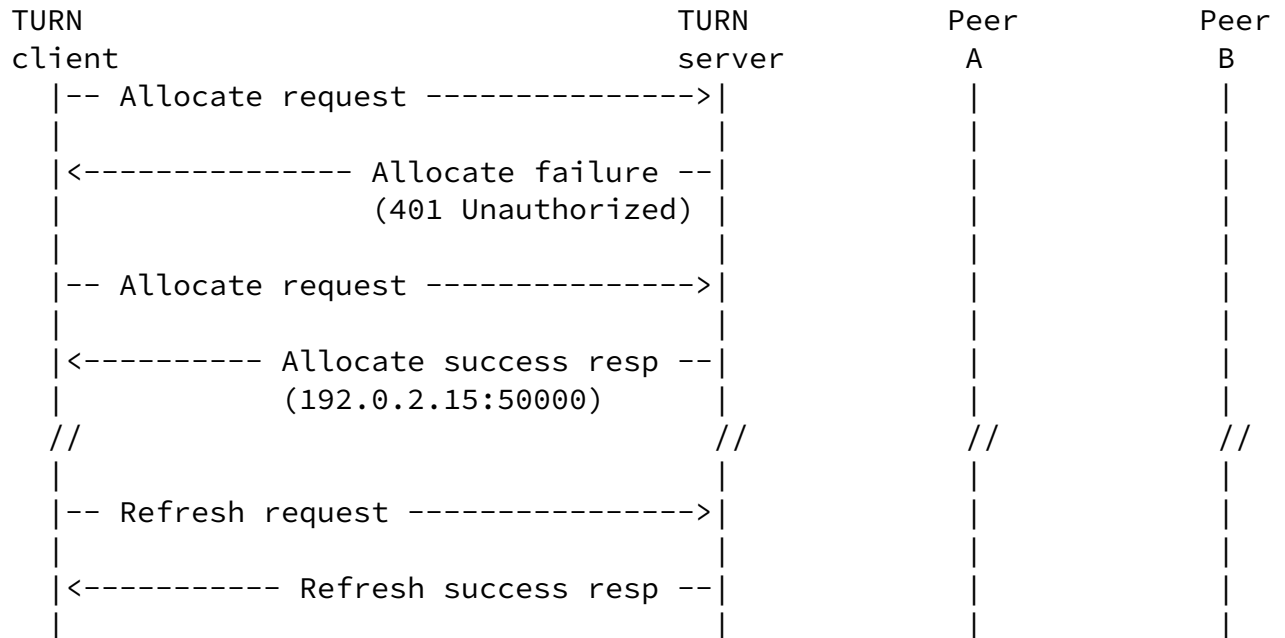 TURN                                 TURN          Peer          Peer
client                               server         A             B
  |-- Allocate request --------------->|             |             |
  |                                    |             |             |
  |<--------------- Allocate failure --|             |             |
  |                 (401 Unauthorized) |             |             |
  |                                    |             |             |
  |-- Allocate request --------------->|             |             |
  |                                    |             |             |
  |<---------- Allocate success resp --|             |             |
  |            (192.0.2.15:50000)      |             |             |
  //                                   //            //            //
  |                                    |             |             |
  |-- Refresh request ---------------->|             |             |
  |                                    |             |             |
  |<----------- Refresh success resp --|             |             |
  |                                    |             |             |